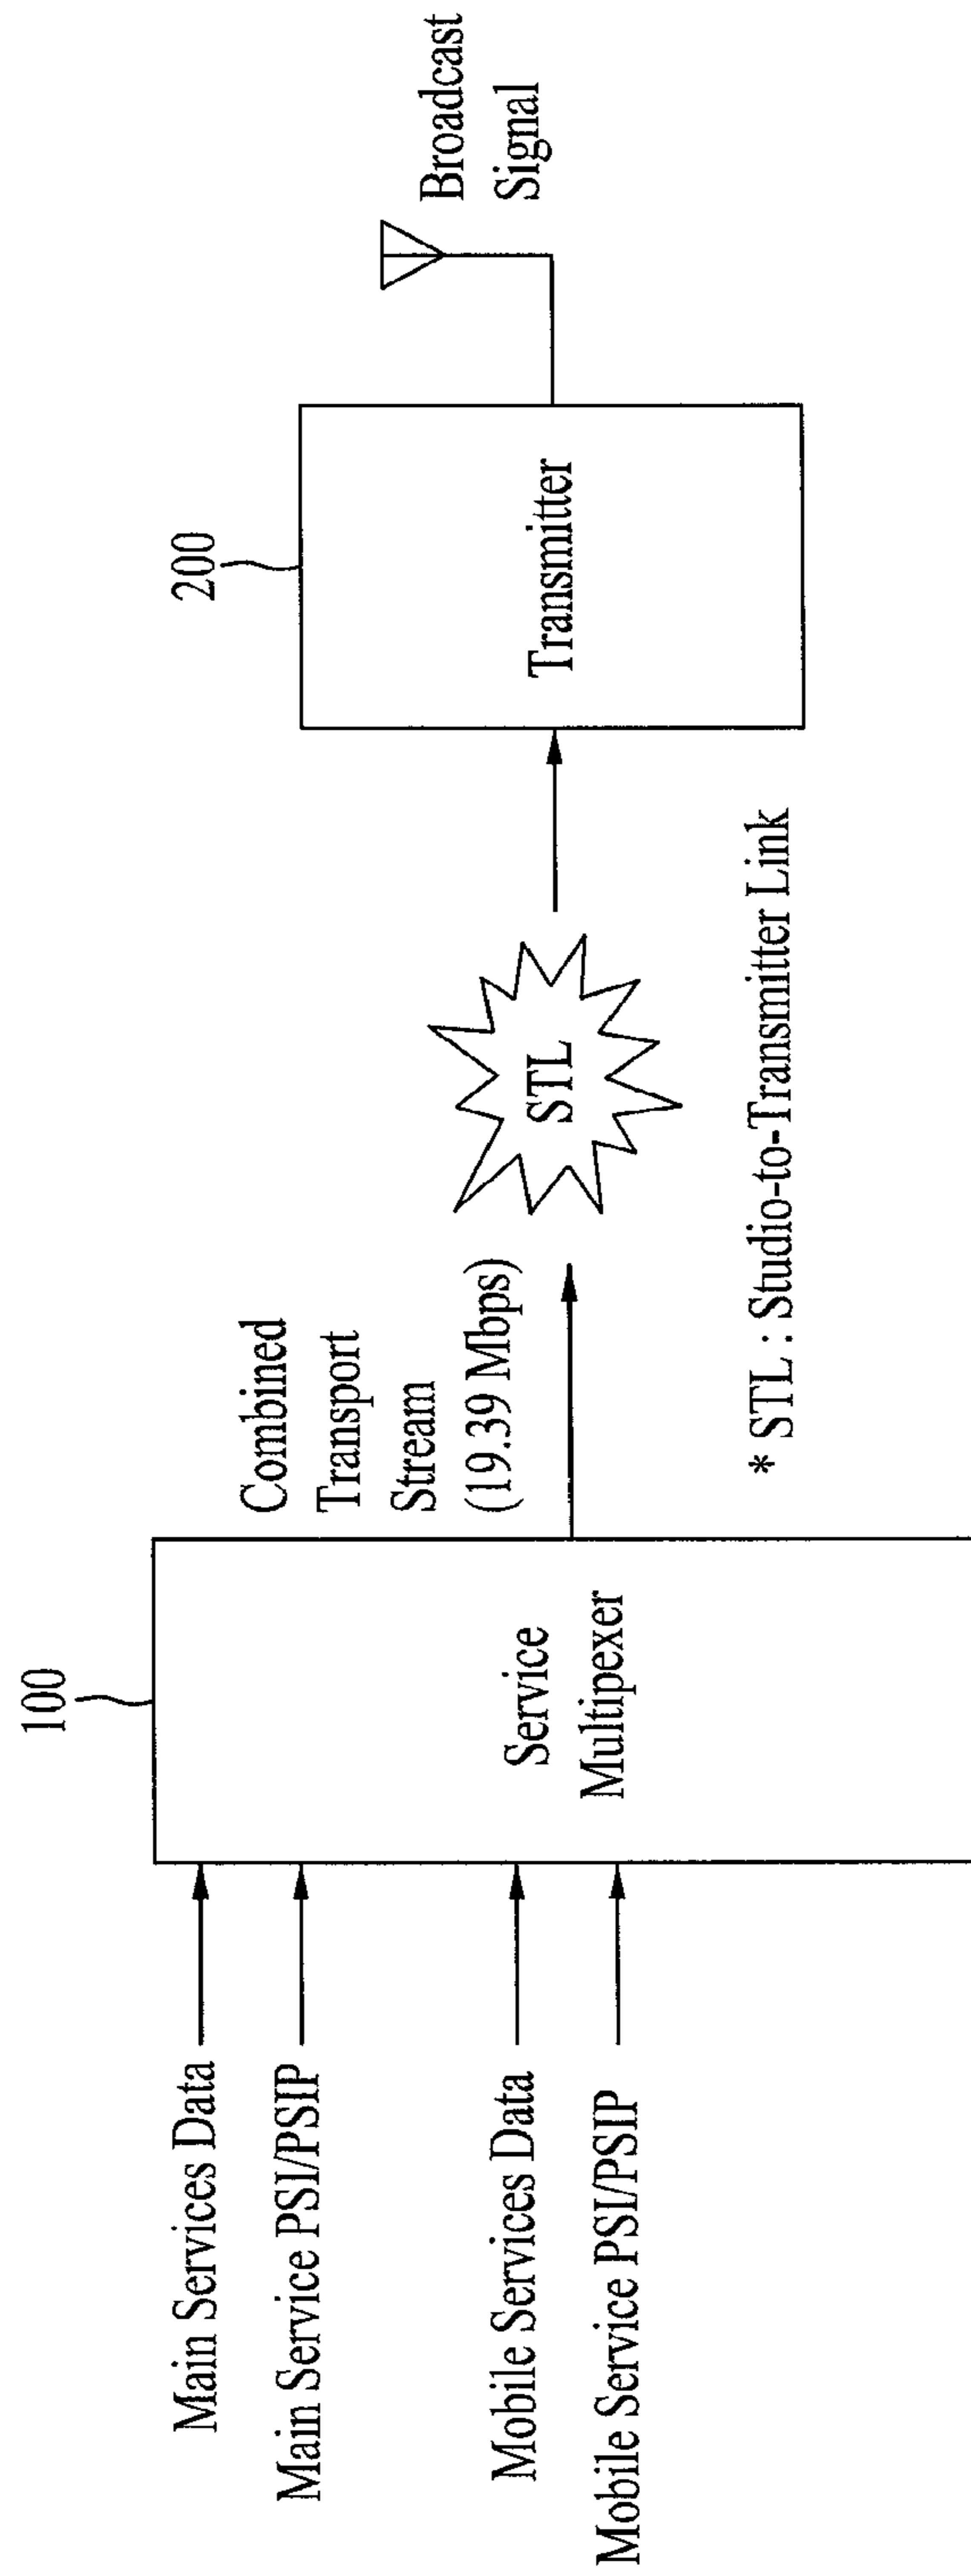 100
200
Main Services Data
Main Service PSI/PSIP
Mobile Services Data
Mobile Service PSI/PSIP
Service
Multipexer
Combined
Transport
Stream
(19.39 Mbps)
STL
Transmitter
Broadcast
Signal
* STL : Studio-to-Transmitter Link